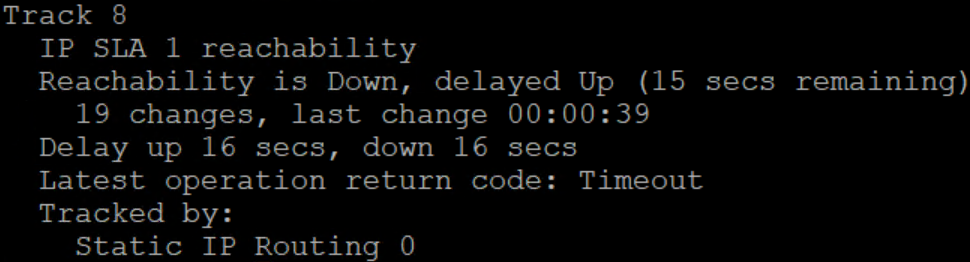 Track 8
IP SLA 1 reachability
Reachability is Down, delayed Up (15 secs remaining)
19 changes, last change 00:00:39
Delay up 16 secs, down 16 secs
Latest operation return code: Timeout
Tracked by:
Static IP Routing 0